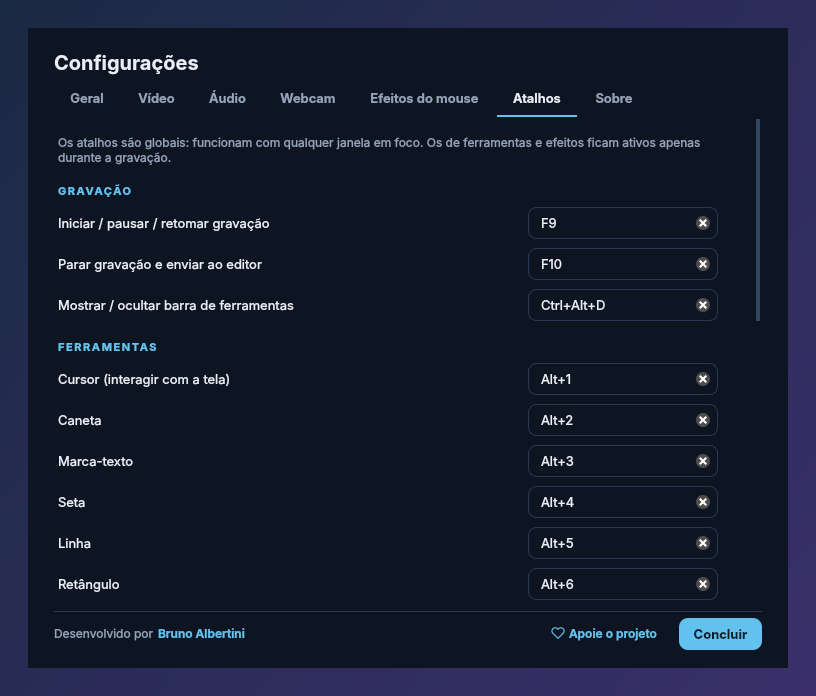 Configurações
Geral Vídeo Áudio Webcam Efeitos do mouse Atalhos Sobre
Os atalhos são globais: funcionam com qualquer janela em foco. Os de ferramentas e efeitos ficam ativos apenas
durante a gravação.
GRAVAÇÃO
Iniciar / pausar / retomar gravação F9
Parar gravação e enviar ao editor F10
Mostrar / ocultar barra de ferramentas Ctrl+Alt+D
FERRAMENTAS
Cursor (interagir com a tela) Alt+1
Caneta Alt+2
Marca-texto Alt+3
Seta Alt+4
Linha Alt+5
Retângulo Alt+6
Desenvolvido por Bruno Albertini Apoie o projeto Concluir